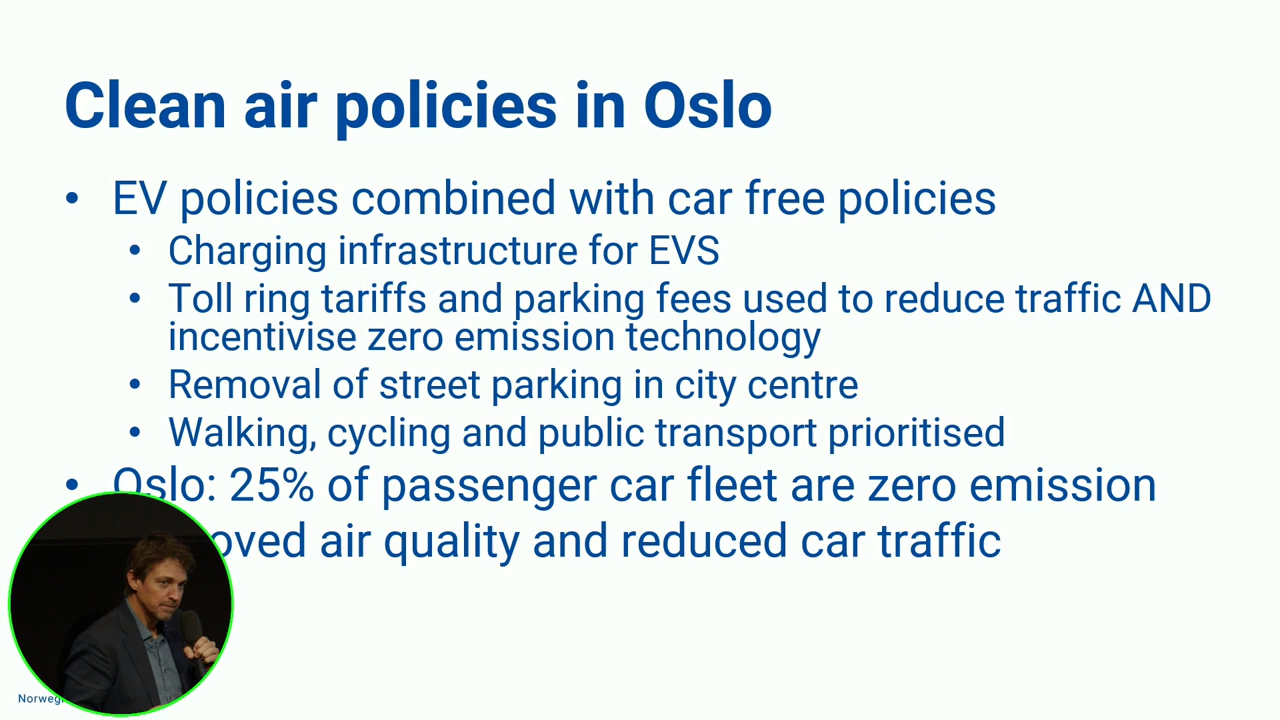 Clean air policies in Oslo
• EV policies combined with car free policies
• Charging infrastructure for EVS
• Toll ring tariffs and parking fees used to reduce traffic AND
incentivise zero emission technology
• Removal of street parking in city centre
• Walking, cycling and public transport prioritised
• Oslo: 25% of passenger car fleet are zero emission
air quality and reduced car traffic